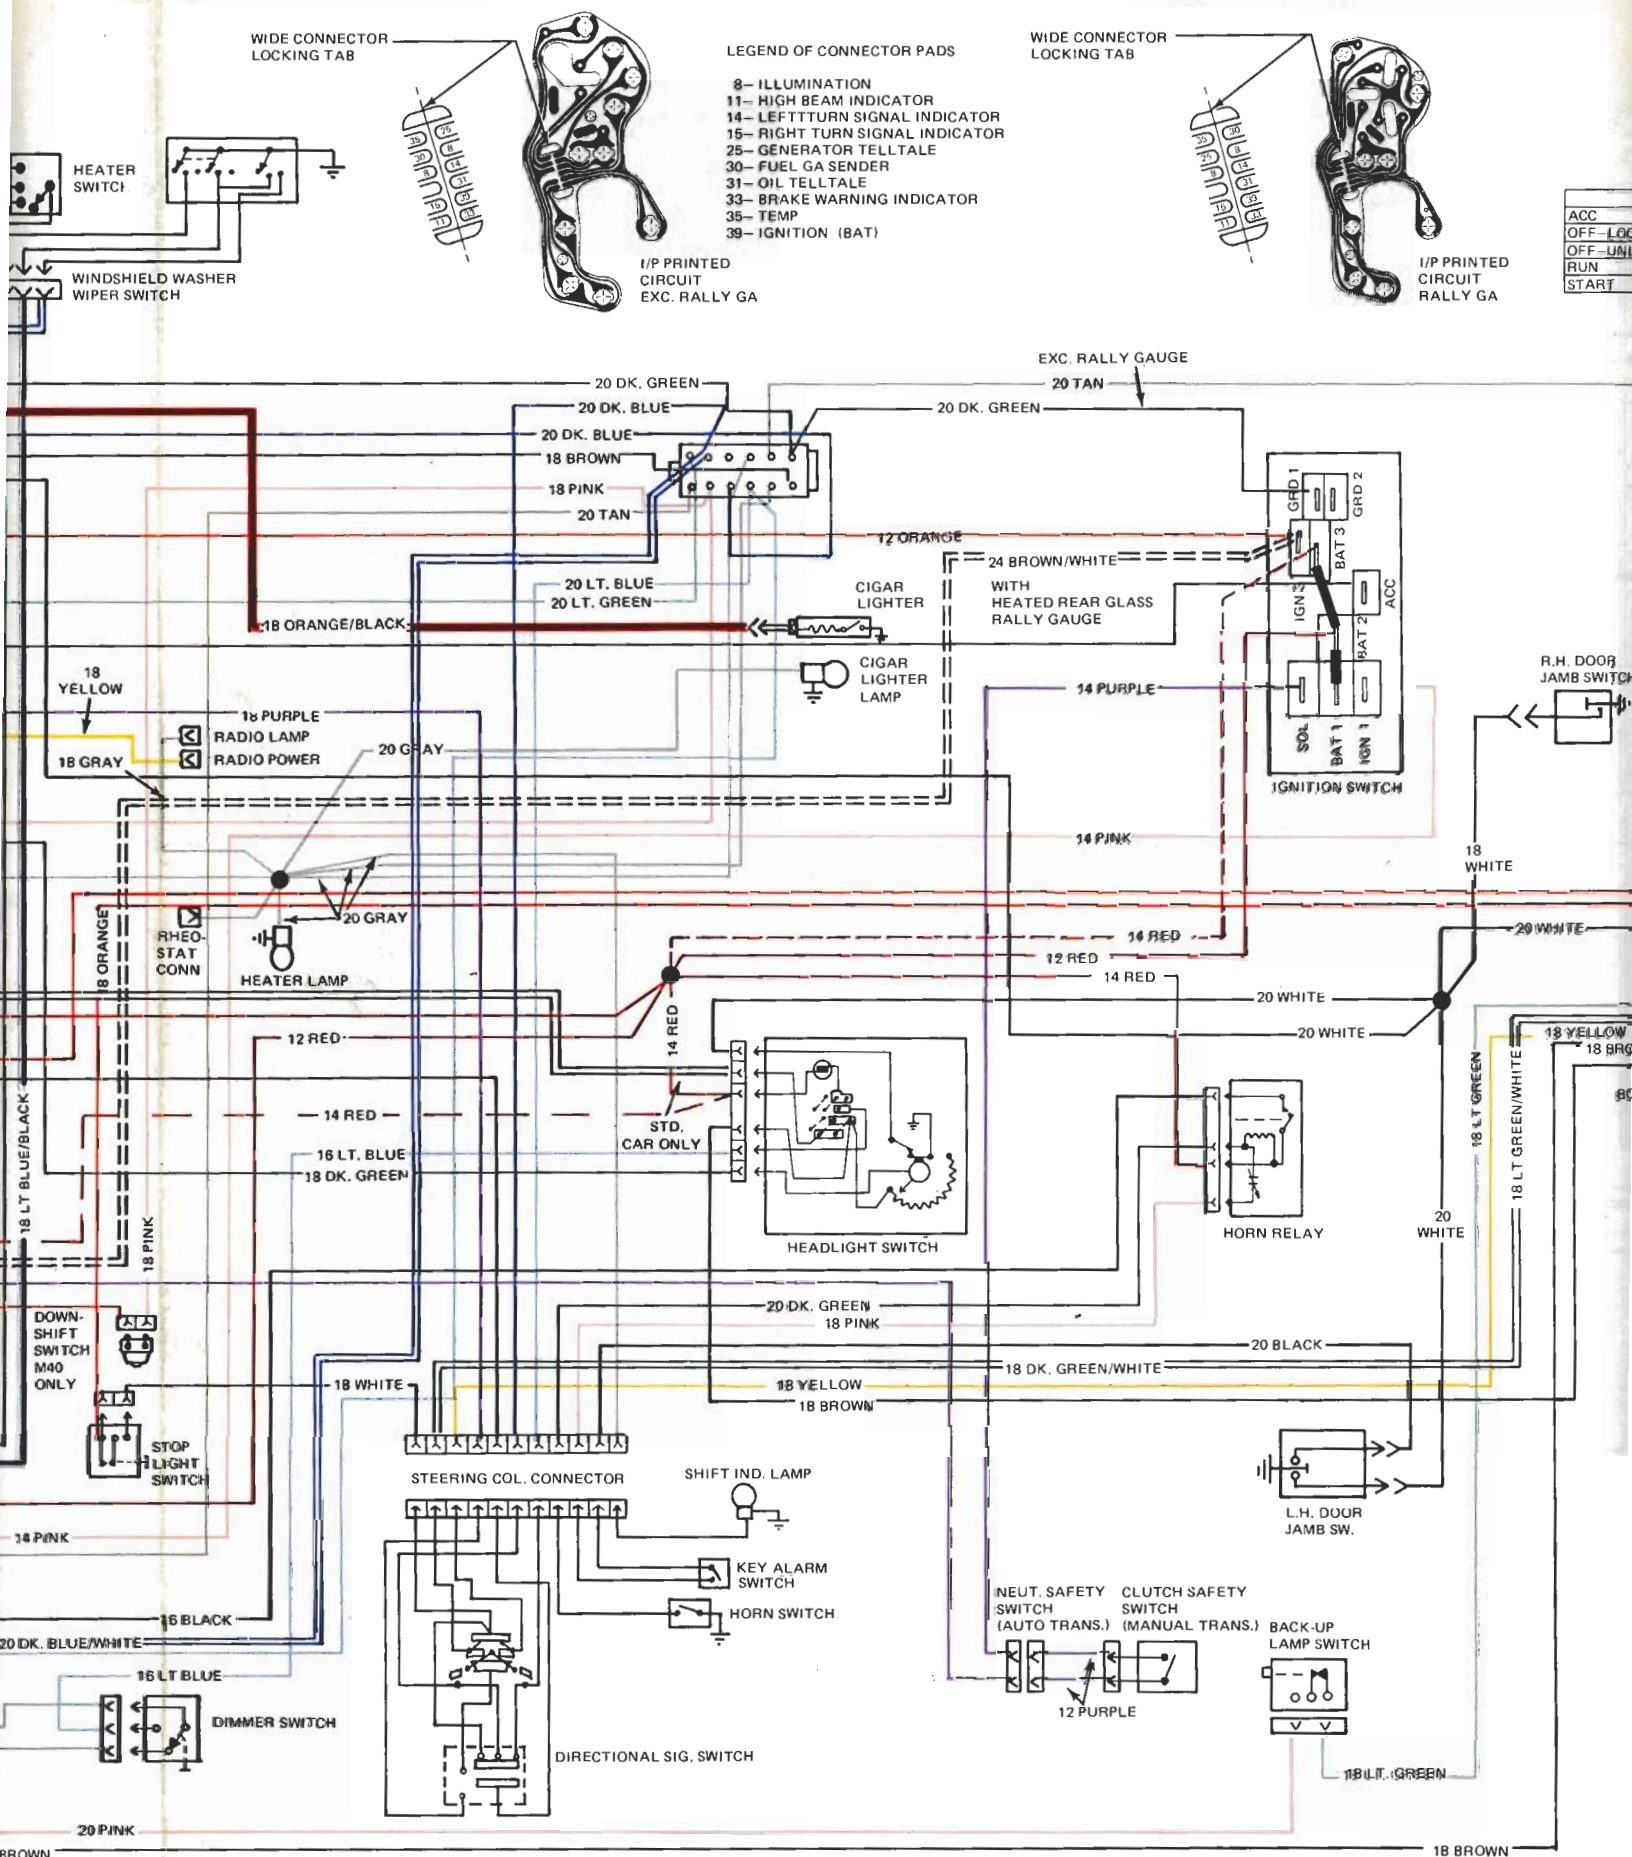 WIDE CONNECTOR
LOCKING TAB
LEGEND OF CONNECTOR PADS
8– ILLUMINATION
11– HIGH BEAM INDICATOR
14– LEFTTTURN SIGNAL INDICATOR
15– RIGHT TURN SIGNAL INDICATOR
25– GENERATOR TELLTALE
30– FUEL GA SENDER
31– OIL TELLTALE
33– BRAKE WARNING INDICATOR
35– TEMP
39– IGNITION (BAT)
I/P PRINTED
CIRCUIT
EXC. RALLY GA
WIDE CONNECTOR
LOCKING TAB
I/P PRINTED
CIRCUIT
RALLY GA
ACC
OFF–LOC
OFF–UNL
RUN
START
HEATER
SWITCH
WINDSHIELD WASHER
WIPER SWITCH
EXC. RALLY GAUGE
20 DK. GREEN
20 TAN
20 DK. BLUE
20 DK. GREEN
20 DK. BLUE
18 BROWN
18 PINK
20 TAN
12 ORANGE
24 BROWN/WHITE
GRD 1
GRD 2
BAT 3
IGN 3
ACC
BAT 2
SOL
BAT 1
IGN 1
IGNITION SWITCH
20 LT. BLUE
20 LT. GREEN
18 ORANGE/BLACK
CIGAR
LIGHTER
WITH
HEATED REAR GLASS
RALLY GAUGE
CIGAR
LIGHTER
LAMP
R.H. DOOR
JAMB SWITCH
18
YELLOW
18 PURPLE
14 PURPLE
RADIO LAMP
RADIO POWER
18 GRAY
20 GRAY
14 PINK
18
WHITE
20 GRAY
18 ORANGE
RHEO-
STAT
CONN
HEATER LAMP
14 RED
12 RED
14 RED
20 WHITE
20 WHITE
20 WHITE
12 RED
14 RED
18 YELLOW
18 BRO
18 LT GREEN
18 LT GREEN/WHITE
18 LT BLUE/BLACK
14 RED
STD.
CAR ONLY
16 LT. BLUE
18 DK. GREEN
HEADLIGHT SWITCH
HORN RELAY
20
WHITE
18 PINK
DOWN-
SHIFT
SWITCH
M40
ONLY
20 DK. GREEN
18 PINK
20 BLACK
18 DK. GREEN/WHITE
18 WHITE
18 YELLOW
18 BROWN
STOP
LIGHT
SWITCH
STEERING COL. CONNECTOR
SHIFT IND. LAMP
L.H. DOOR
JAMB SW.
14 PINK
KEY ALARM
SWITCH
HORN SWITCH
NEUT. SAFETY
SWITCH
(AUTO TRANS.)
CLUTCH SAFETY
SWITCH
(MANUAL TRANS.)
BACK-UP
LAMP SWITCH
16 BLACK
20 DK. BLUE/WHITE
16 LT BLUE
12 PURPLE
DIMMER SWITCH
DIRECTIONAL SIG. SWITCH
18 LT. GREEN
20 PINK
BROWN
18 BROWN